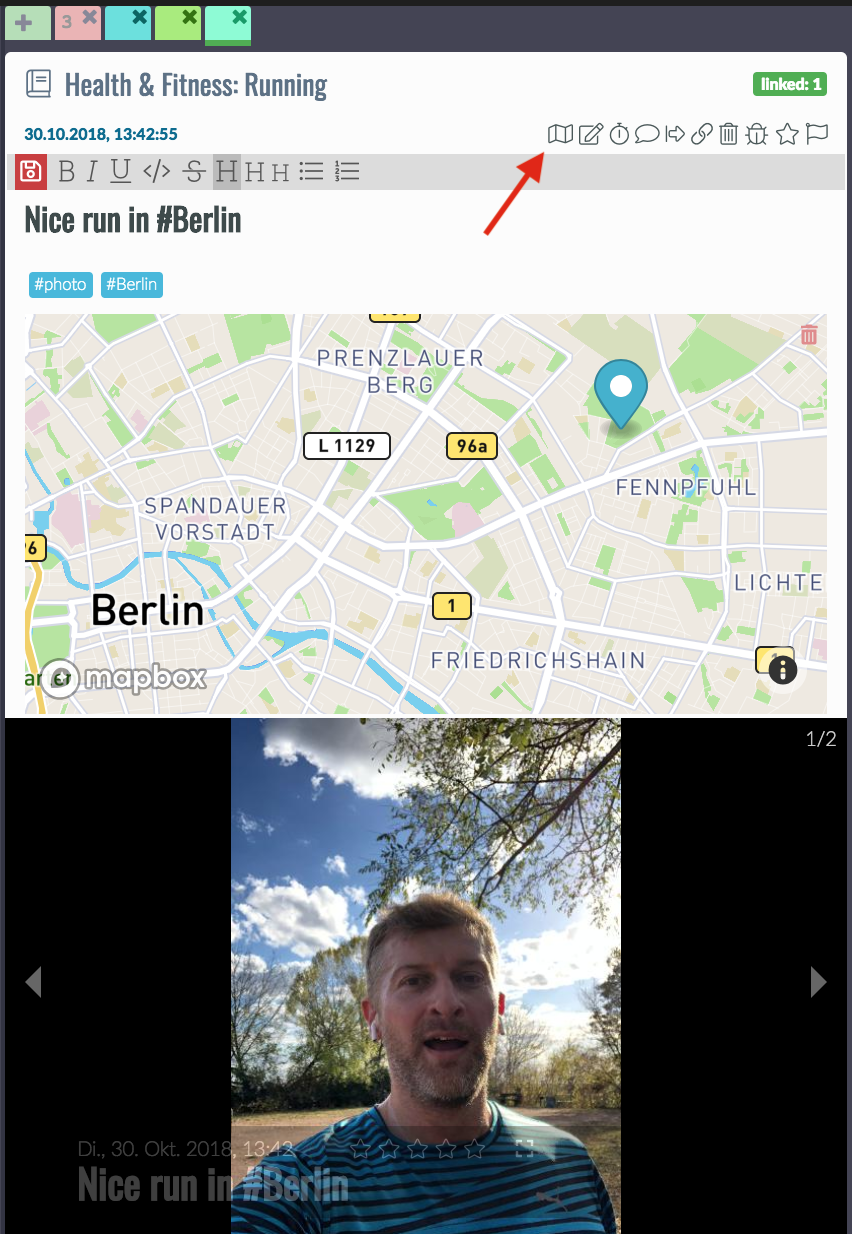 3
Health & Fitness: Running
linked: 1
30.10.2018, 13:42:55
B I U </> S H H H
Nice run in #Berlin
#photo #Berlin
PRENZLAUER
BERG
L 1129
96a
FENNPFUHL
SPANDAUER
VORSTADT
6
LICHTE
Berlin
1
FRIEDRICHSHAIN
mapbox
1/2
Di., 30. Okt. 2018, 13:42
Nice run in #Berlin